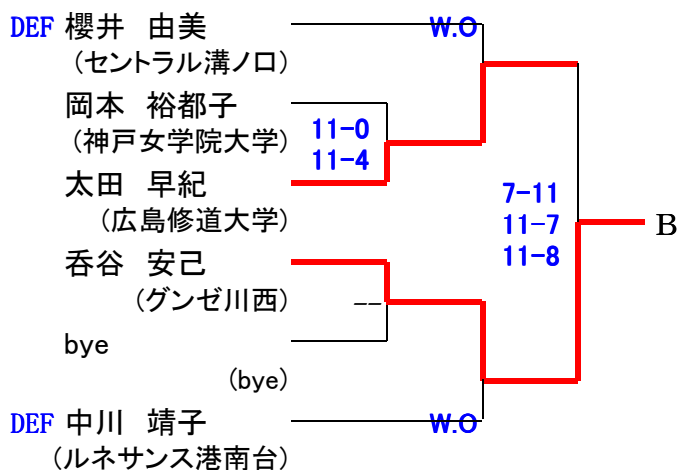 DEF 櫻井 由美 W.O
(セントラル溝ノ口)
岡本 裕都子
(神戸女学院大学)
11-0
11-4
太田 早紀
(広島修道大学)
7-11
11-7
11-8
B
呑谷 安己
(グンゼ川西)
--
bye
(bye)
DEF 中川 靖子 W.O
(ルネサンス港南台)